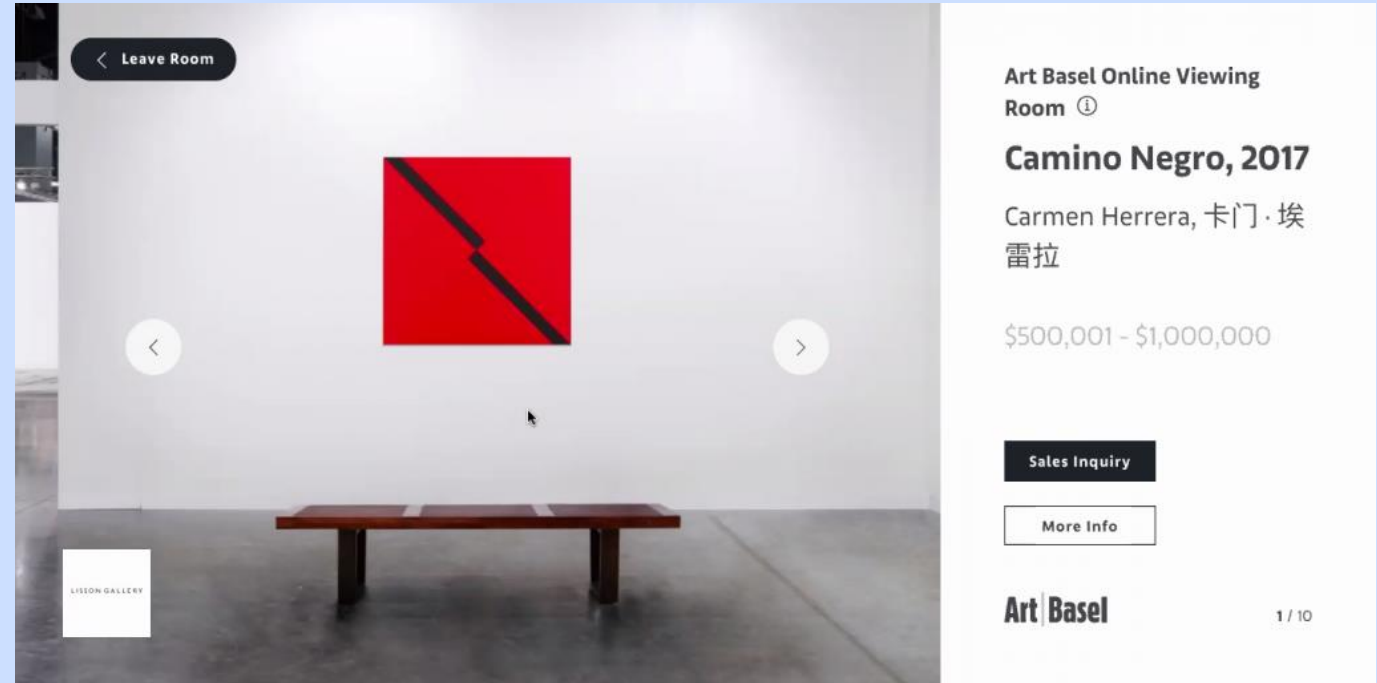 Leave Room
LISSON GALLERY
Art Basel Online Viewing
Room
Camino Negro, 2017
Carmen Herrera, 卡门 · 埃
雷拉
$500,001 - $1,000,000
Sales Inquiry
More Info
Art Basel
1 / 10